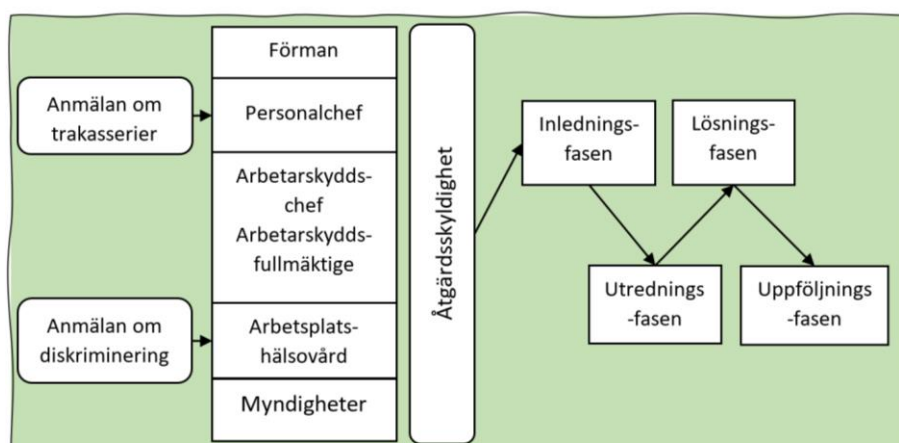 Anmälan om
trakasserier
Anmälan om
diskriminering
Förman
Personalchef
Arbetarskydds-
chef
Arbetarskydds-
fullmäktige
Arbetsplats-
hälsovård
Myndigheter
Åtgärdsskyldighet
Inlednings-
fasen
Utrednings
-fasen
Lösnings-
fasen
Uppföljnings
-fasen